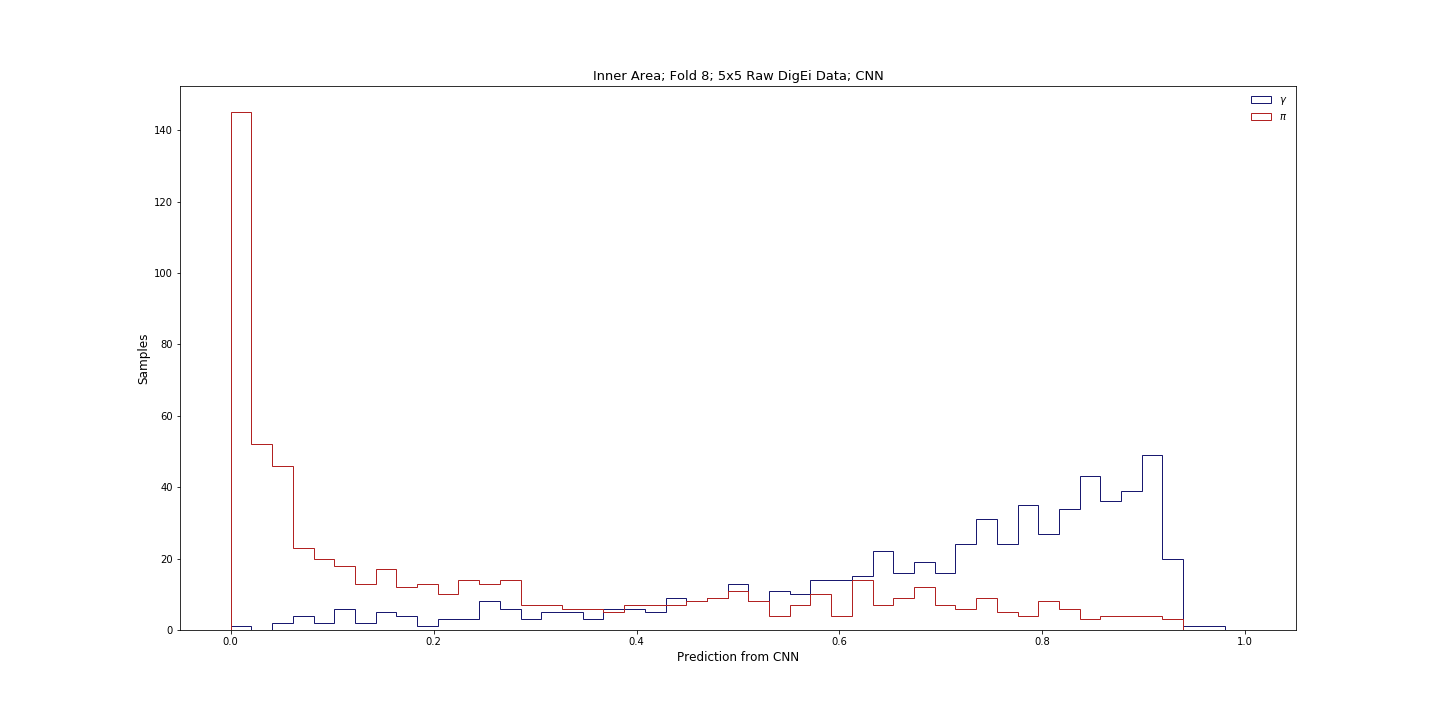 Inner Area; Fold 8; 5x5 Raw DigEi Data; CNN
γ
π
140
120
100
80
60
40
20
0
Samples
0.0 0.2 0.4 0.6 0.8 1.0
Prediction from CNN